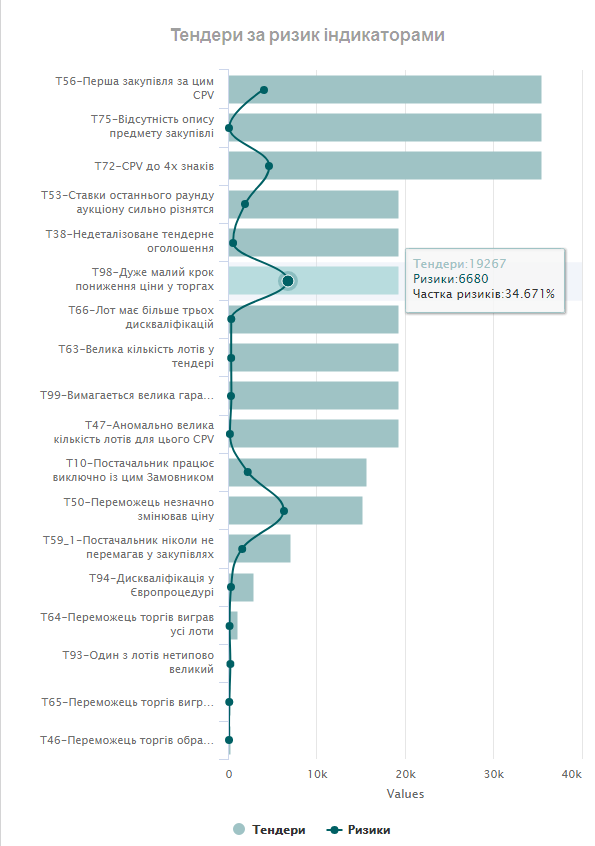 Тендери за ризик індикаторами
T56-Перша закупівля за цим
CPV
T75-Відсутність опису
предмету закупівлі
T72-CPV до 4х знаків
T53-Ставки останнього раунду
аукціону сильно різнятся
T38-Недеталізоване тендерне
оголошення
T98-Дуже малий крок
пониження ціни у торгах
Тендери:19267
Ризики:6680
Частка ризиків:34.671%
T66-Лот має більше трьох
дискваліфікацій
T63-Велика кількість лотів у
тендері
T99-Вимагається велика гара...
T47-Аномально велика
кількість лотів для цього CPV
T10-Постачальник працює
виключно із цим Замовником
T50-Переможець незначно
змінював ціну
T59_1-Постачальник ніколи не
перемагав у закупівлях
T94-Дискваліфікація у
Європроцедурі
T64-Переможець торгів виграв
усі лоти
T93-Один з лотів нетипово
великий
T65-Переможець торгів вигр...
T46-Переможець торгів обра...
0 10k 20k 30k 40k
Values
Тендери Ризики